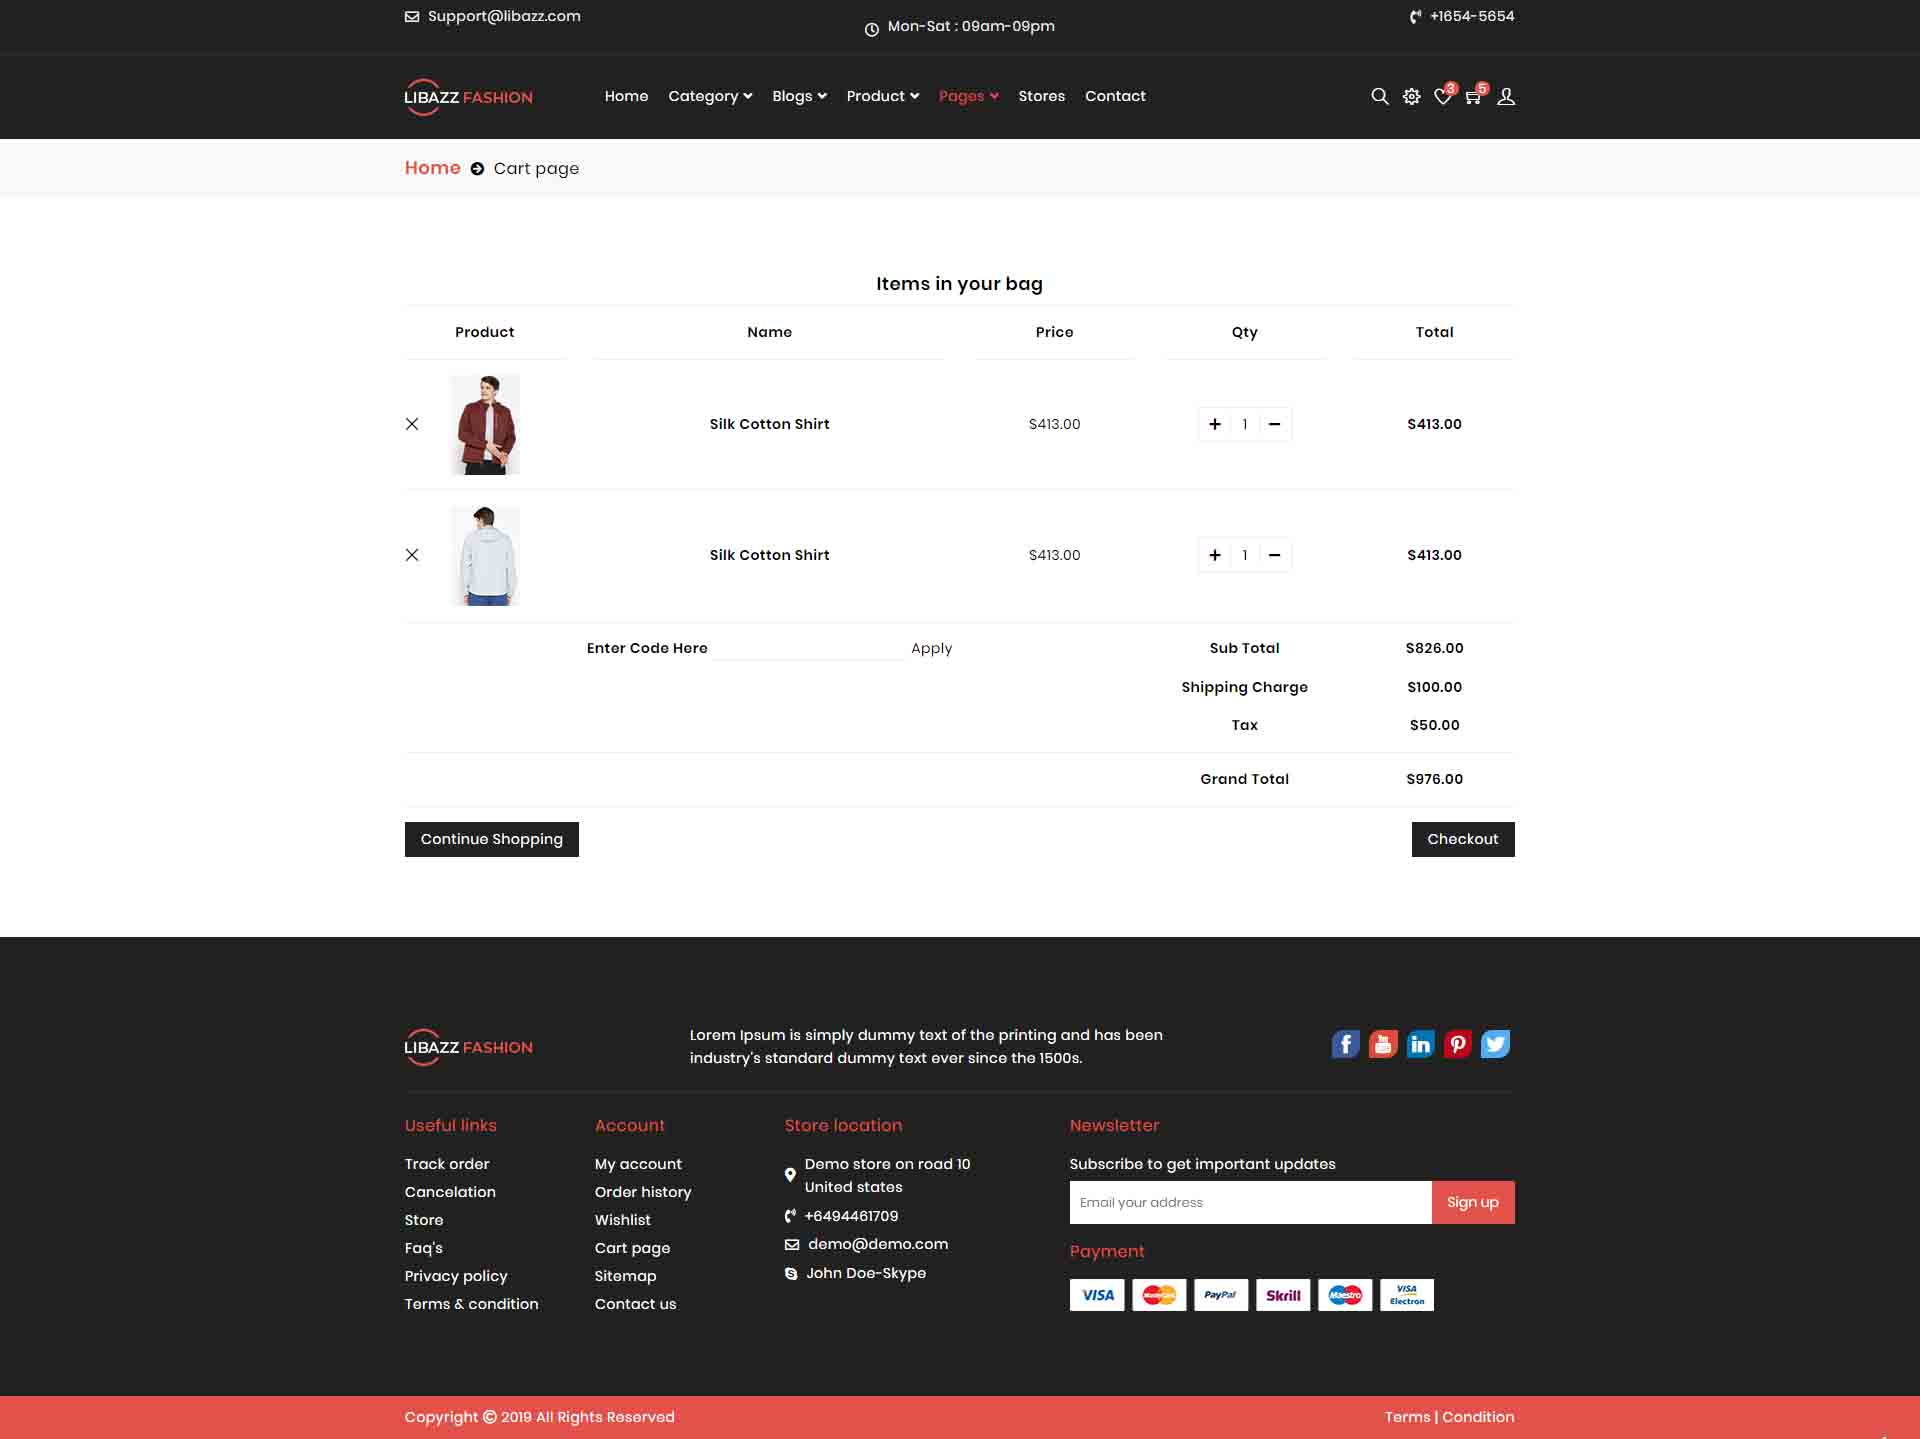 Support@libazz.com
Mon-Sat : 09am-09pm
+1654-5654
LIBAZZ FASHION
Home Category Blogs Product Pages Stores Contact
3 5
Home Cart page
Items in your bag
Product Name Price Qty Total
Silk Cotton Shirt $413.00 + 1 − $413.00
Silk Cotton Shirt $413.00 + 1 − $413.00
Enter Code Here Apply Sub Total $826.00
Shipping Charge $100.00
Tax $50.00
Grand Total $976.00
Continue Shopping Checkout
LIBAZZ FASHION
Lorem Ipsum is simply dummy text of the printing and has been
industry's standard dummy text ever since the 1500s.
Useful links
Track order
Cancelation
Store
Faq's
Privacy policy
Terms & condition
Account
My account
Order history
Wishlist
Cart page
Sitemap
Contact us
Store location
Demo store on road 10
United states
+6494461709
demo@demo.com
John Doe-Skype
Newsletter
Subscribe to get important updates
Email your address Sign up
Payment
VISA MasterCard PayPal Skrill Maestro VISA
Electron
Copyright © 2019 All Rights Reserved
Terms | Condition